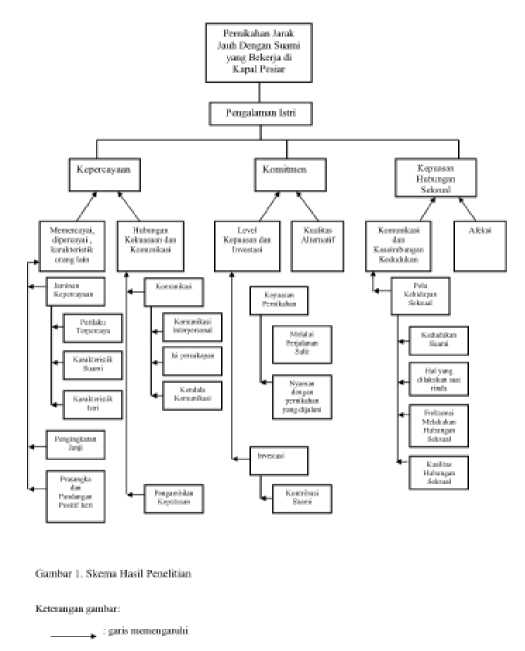 Pernikahan Jarak
Jauh Dengan Suami
yang Bekerja di
Kapal Pesiar
Pengalaman Istri
Kepercayaan
Komitmen
Kepuasan
Hubungan
Seksual
Memercayai,
dipercayai,
karakteristik
orang lain
Hubungan
Kekuasaan dan
Komunikasi
Level
Kepuasan dan
Investasi
Kualitas
Alternatif
Komunikasi
dan
Keseimbangan
Kedudukan
Afeksi
Jaminan
Kepercayaan
Perilaku
Terpercaya
Karakteristik
Suami
Karakteristik
Istri
Pengingkaran
Janji
Prasangka
dan
Pandangan
Positif Istri
Komunikasi
Komunikasi
Interpersonal
Isi percakapan
Kendala
Komunikasi
Pengambilan
Keputusan
Kepuasan
Pernikahan
Melalui
Perjalanan
Sulit
Nyaman
dengan
pernikahan
yang dijalani
Investasi
Kontribusi
Suami
Pola
Kehidupan
Seksual
Kedudukan
Suami
Hal yang
dilakukan saat
rindu
Frekuensi
Melakukan
Hubungan
Seksual
Kualitas
Hubungan
Seksual
Gambar 1. Skema Hasil Penelitian
Keterangan gambar:
: garis memengaruhi